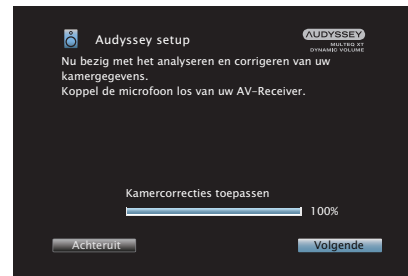 Audyssey setup
AUDYSSEY
MULTEQ XT
DYNAMIC VOLUME
Nu bezig met het analyseren en corrigeren van uw
kamergegevens.
Koppel de microfoon los van uw AV-Receiver.
Kamercorrecties toepassen
100%
Achteruit
Volgende